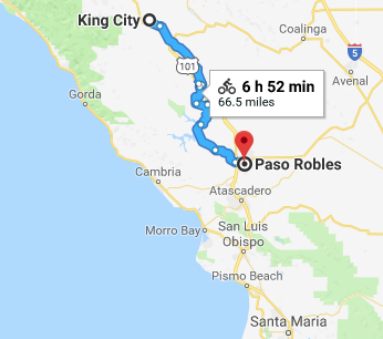 King City
Coalinga
101
5
6 h 52 min
66.5 miles
Avenal
Gorda
Paso Robles
Cambria
Atascadero
Morro Bay
San Luis
Obispo
Pismo Beach
Santa Maria